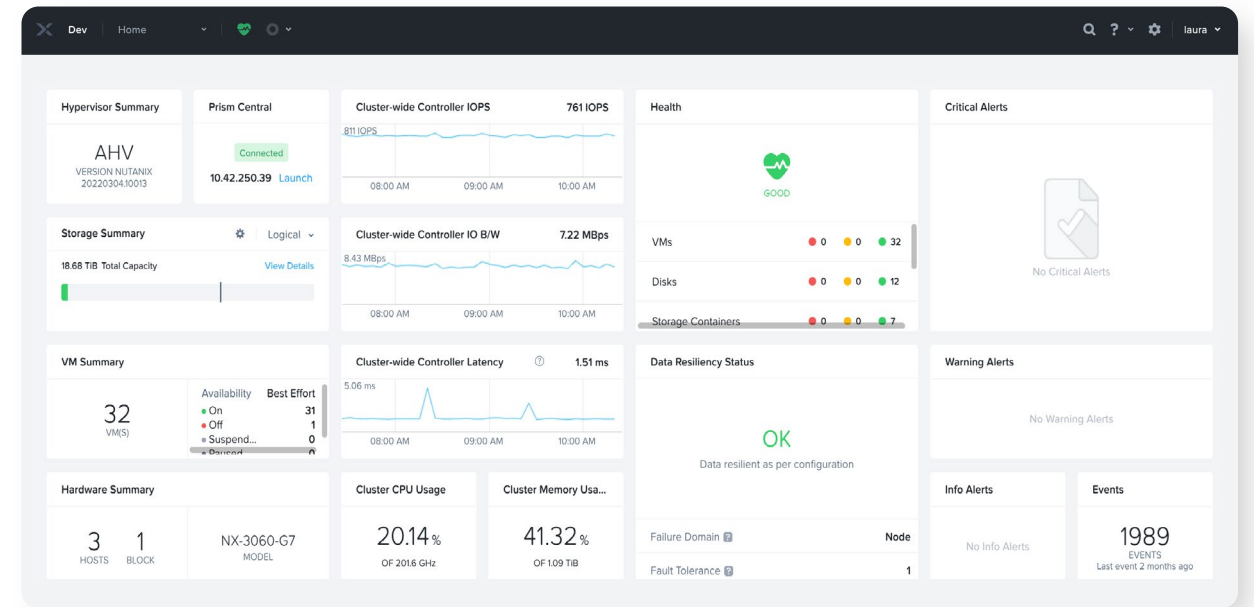 Dev Home laura
Hypervisor Summary
AHV
VERSION NUTANIX
20220304.10013
Prism Central
Connected
10.42.250.39 Launch
Cluster-wide Controller IOPS 761 IOPS
811 IOPS
08:00 AM 09:00 AM 10:00 AM
Health
GOOD
VMs 0 0 32
Disks 0 0 12
Storage Containers 0 0 7
Critical Alerts
No Critical Alerts
Storage Summary Logical
18.68 TiB Total Capacity View Details
Cluster-wide Controller IO B/W 7.22 MBps
8.43 MBps
08:00 AM 09:00 AM 10:00 AM
VM Summary
32
VM(S)
Availability Best Effort
On 31
Off 1
Suspend... 0
Paused 0
Cluster-wide Controller Latency ? 1.51 ms
5.06 ms
08:00 AM 09:00 AM 10:00 AM
Data Resiliency Status
OK
Data resilient as per configuration
Failure Domain ? Node
Fault Tolerance ? 1
Warning Alerts
No Warning Alerts
Hardware Summary
3
HOSTS
1
BLOCK
NX-3060-G7
MODEL
Cluster CPU Usage
20.14 %
OF 201.6 GHz
Cluster Memory Usa...
41.32 %
OF 1.09 TiB
Info Alerts
No Info Alerts
Events
1989
EVENTS
Last event 2 months ago